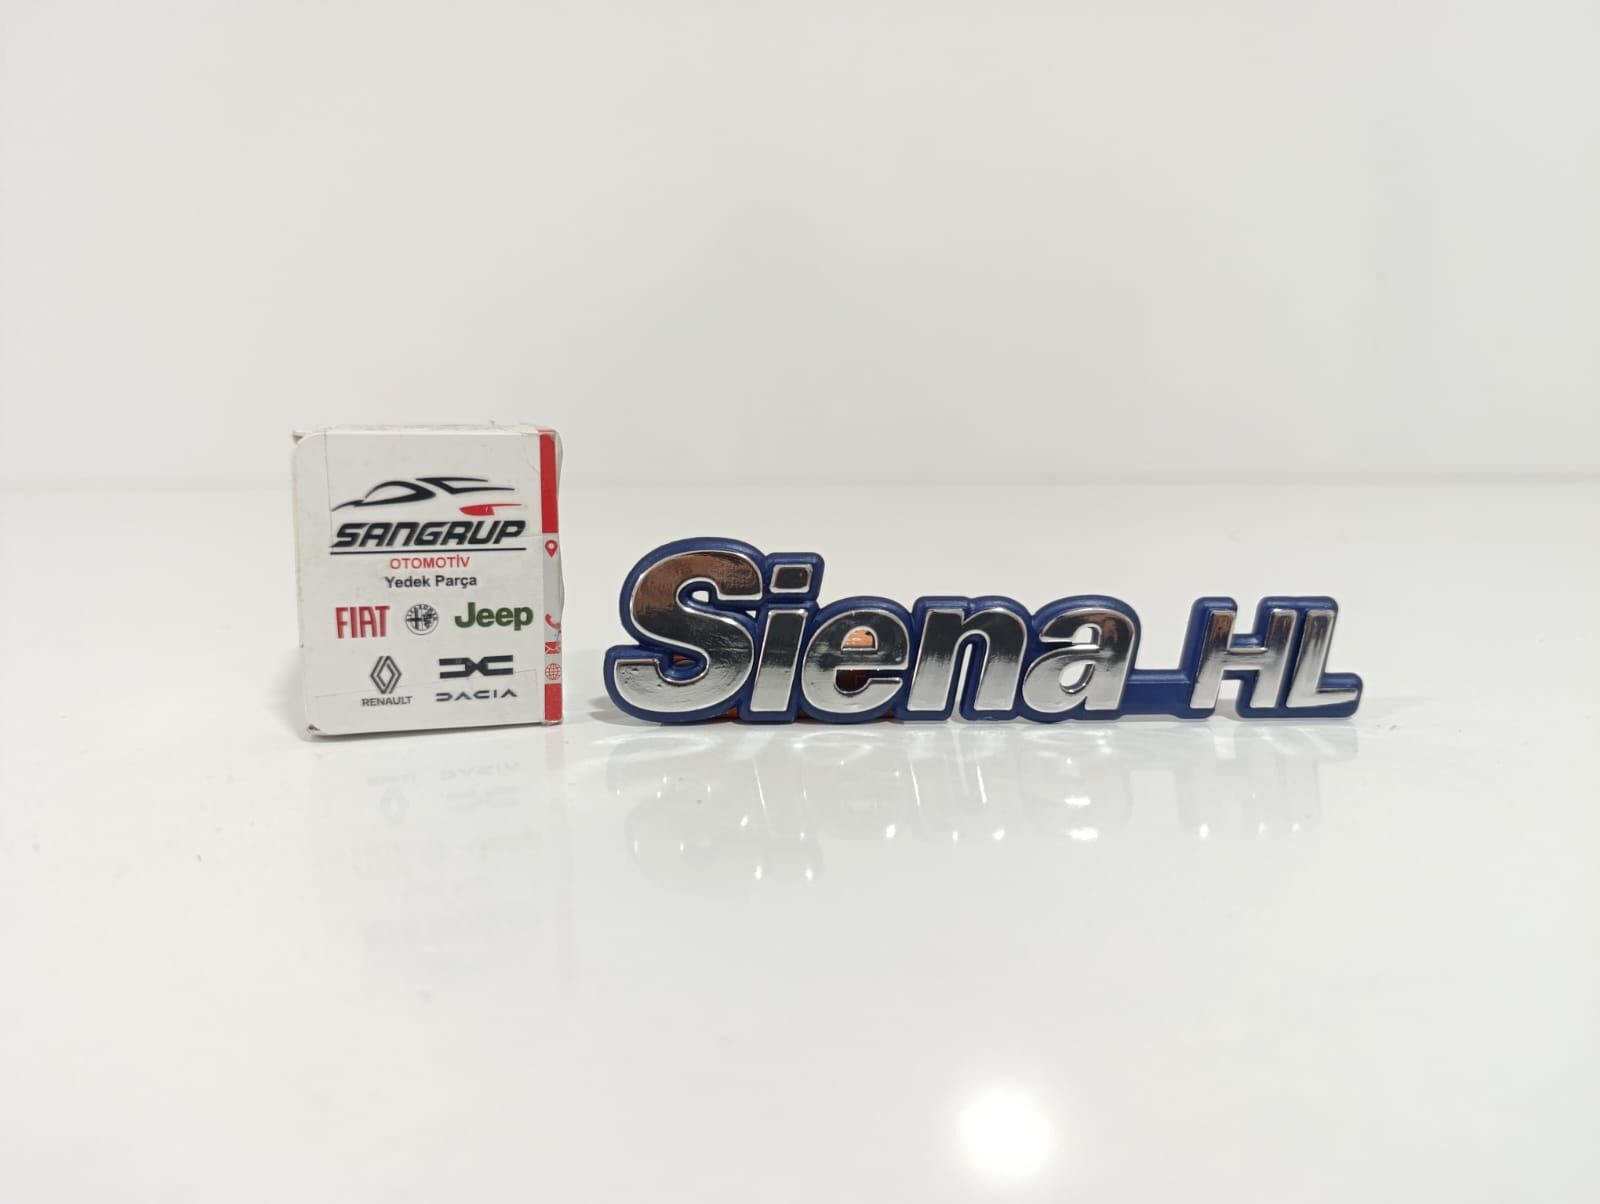 SANGRUP
OTOMOTİV
Yedek Parça
FIAT Jeep
RENAULT DACIA
Siena HL